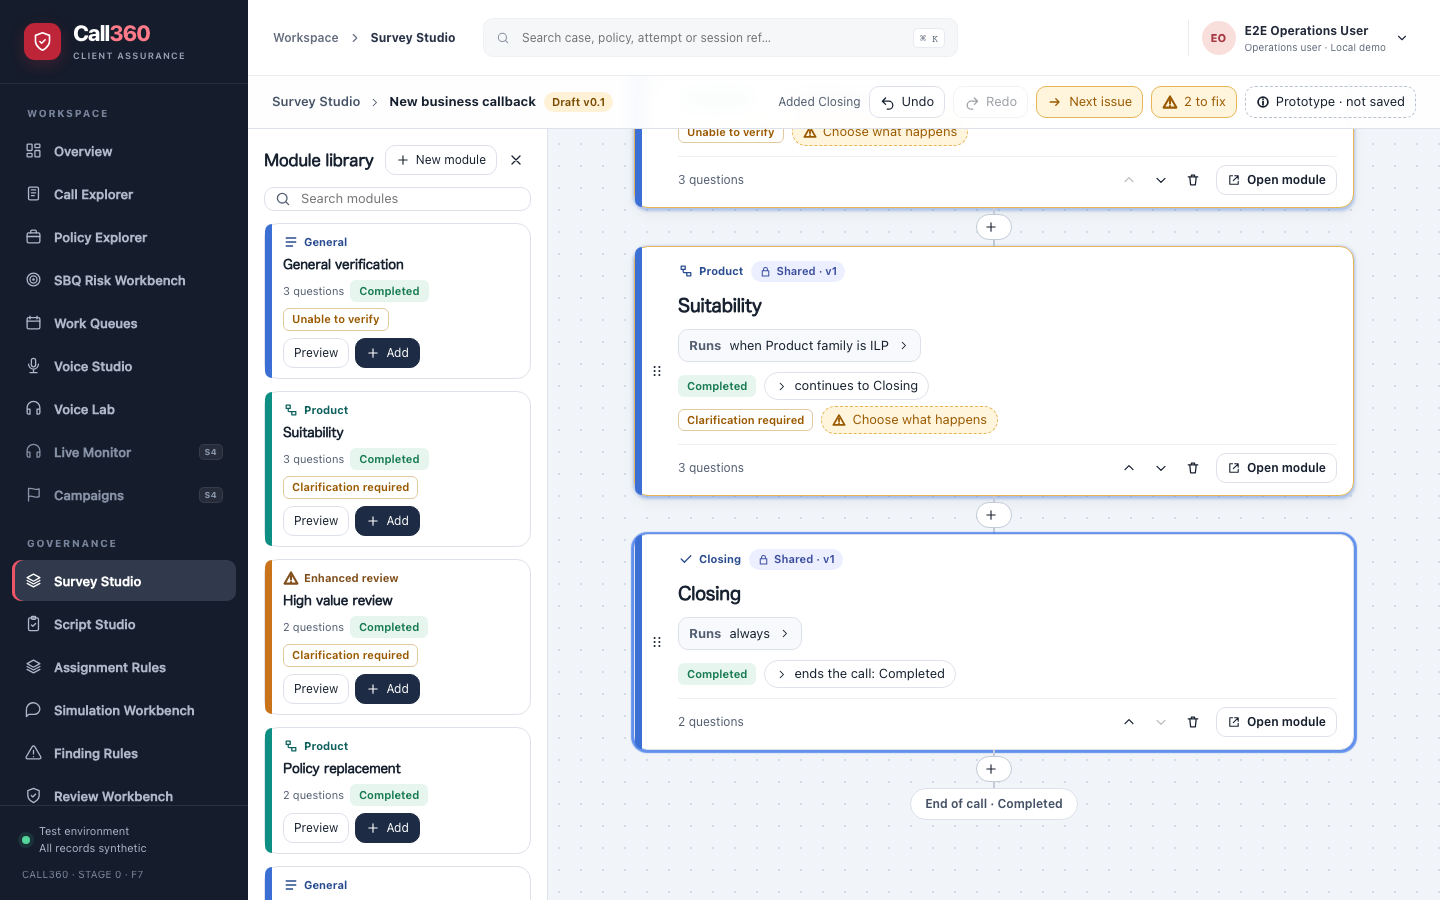 Call360
CLIENT ASSURANCE
WORKSPACE
Overview
Call Explorer
Policy Explorer
SBQ Risk Workbench
Work Queues
Voice Studio
Voice Lab
Live Monitor S4
Campaigns S4
GOVERNANCE
Survey Studio
Script Studio
Assignment Rules
Simulation Workbench
Finding Rules
Review Workbench
Test environment
All records synthetic
CALL360 · STAGE 0 · F7
Workspace > Survey Studio
Search case, policy, attempt or session ref... ⌘ K
EO
E2E Operations User
Operations user · Local demo
Survey Studio > New business callback Draft v0.1
Added Closing Undo Redo Next issue 2 to fix Prototype · not saved
Module library + New module
Search modules
General
General verification
3 questions Completed
Unable to verify
Preview + Add
Product
Suitability
3 questions Completed
Clarification required
Preview + Add
Enhanced review
High value review
2 questions Completed
Clarification required
Preview + Add
Product
Policy replacement
2 questions Completed
Preview + Add
General
Unable to verify Choose what happens
3 questions Open module
Product Shared · v1
Suitability
Runs when Product family is ILP
Completed continues to Closing
Clarification required Choose what happens
3 questions Open module
Closing Shared · v1
Closing
Runs always
Completed ends the call: Completed
2 questions Open module
End of call · Completed